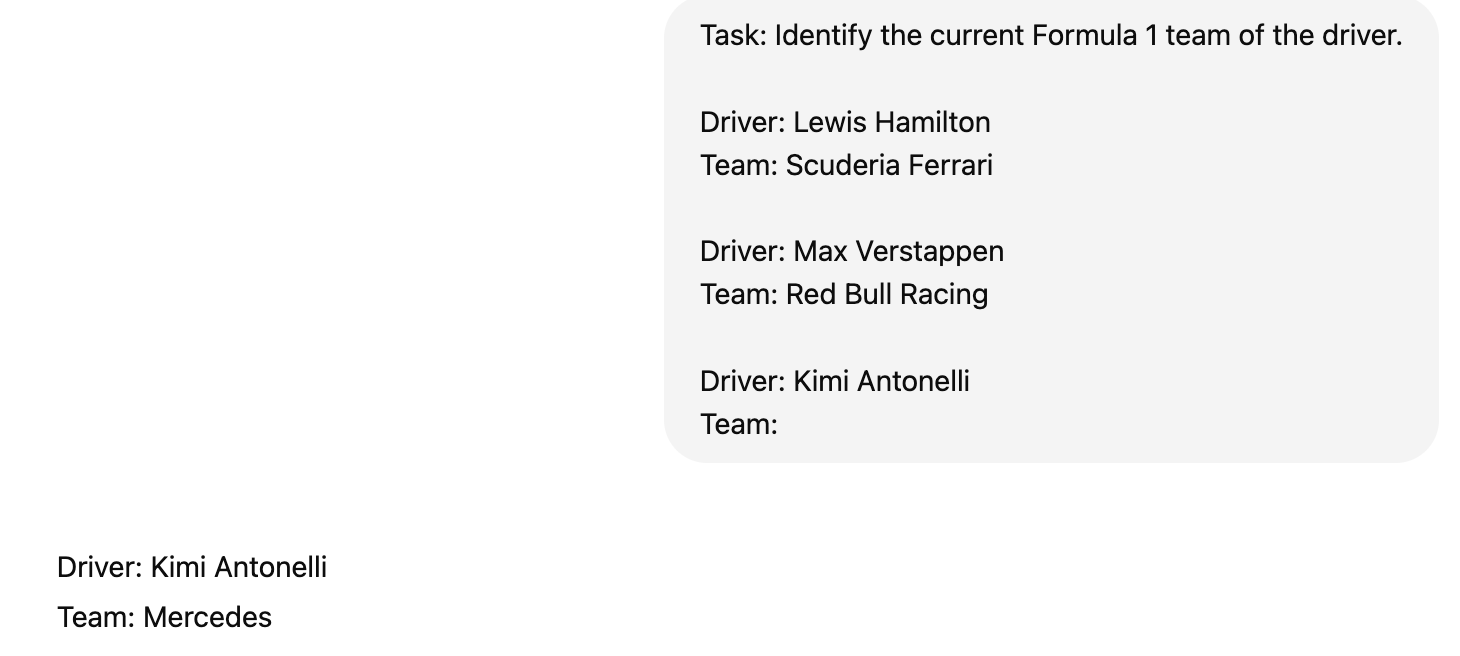 Task: Identify the current Formula 1 team of the driver.
Driver: Lewis Hamilton
Team: Scuderia Ferrari
Driver: Max Verstappen
Team: Red Bull Racing
Driver: Kimi Antonelli
Team:
Driver: Kimi Antonelli
Team: Mercedes